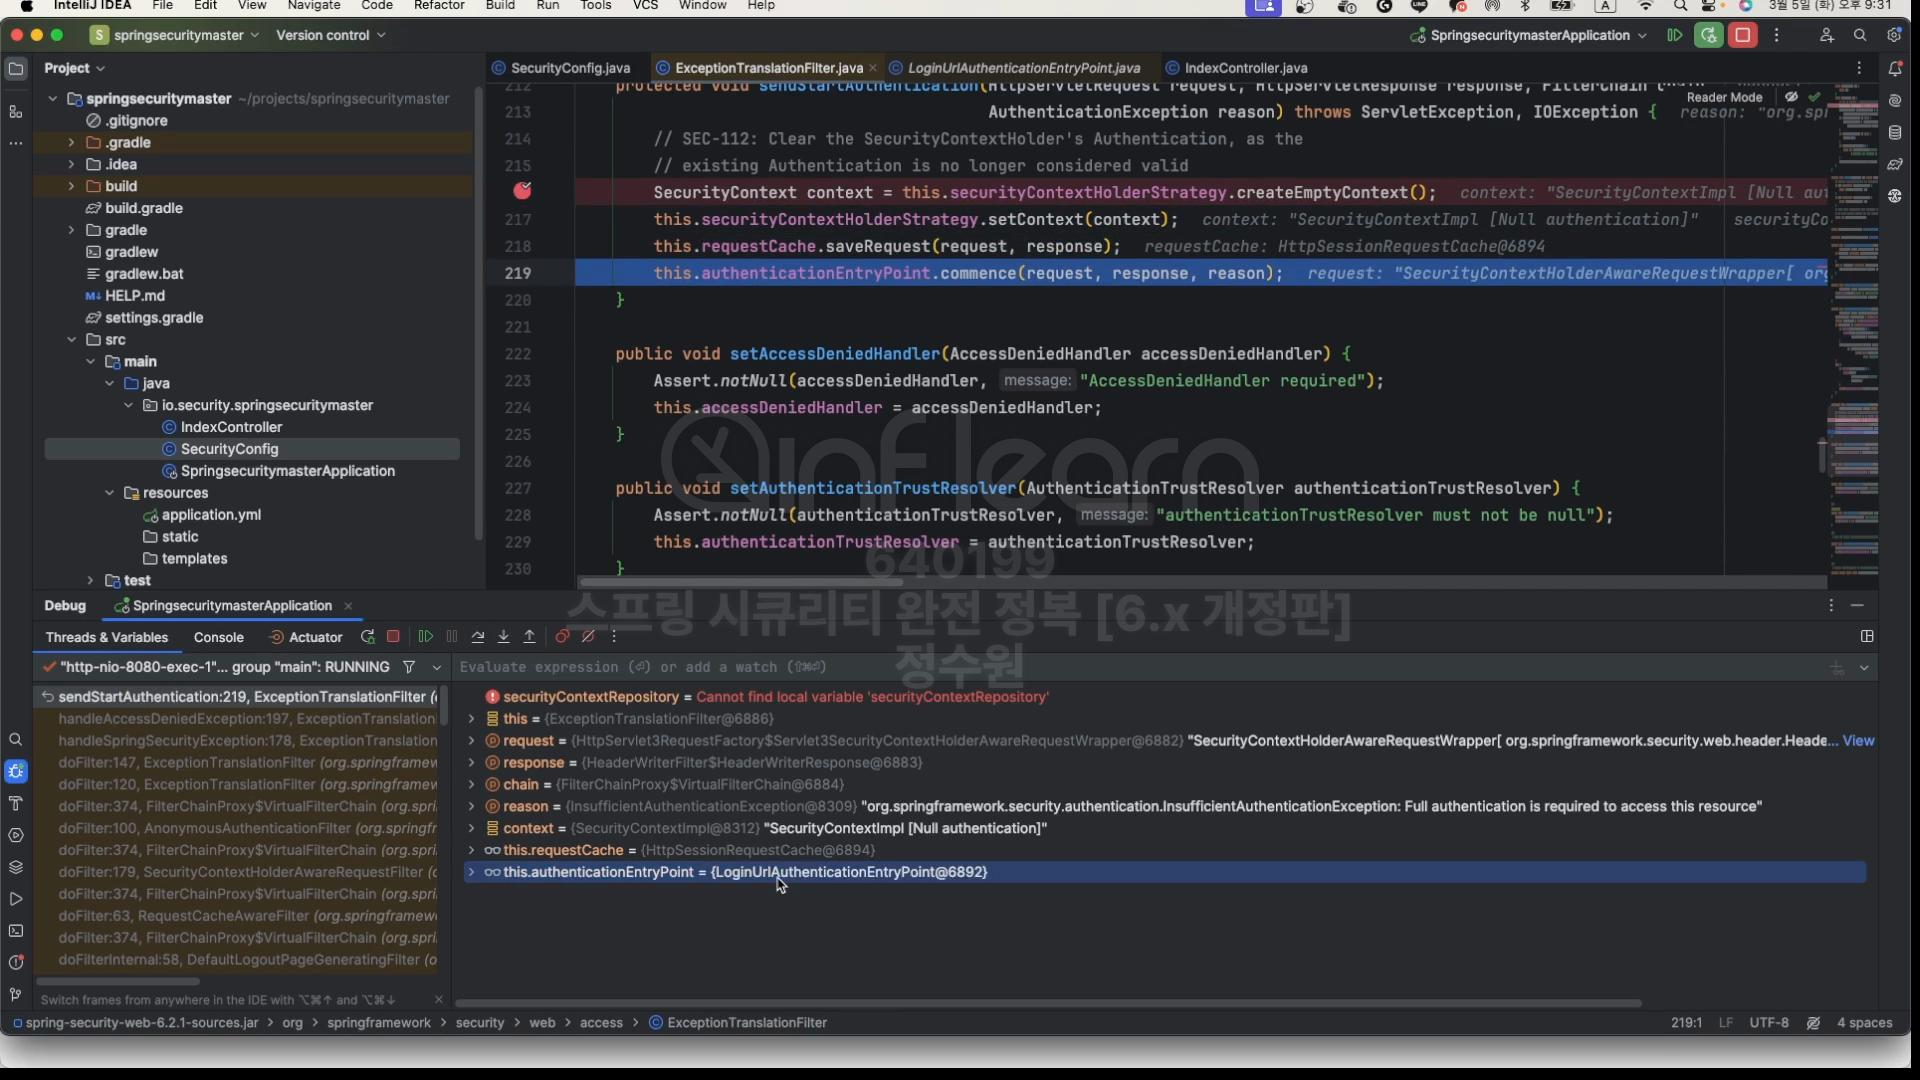 IntelliJ IDEA File Edit View Navigate Code Refactor Build Run Tools VCS Window Help A 3월 5일 (화) 오후 9:31
S springsecuritymaster Version control SpringsecuritymasterApplication
Project
SecurityConfig.java ExceptionTranslationFilter.java LoginUrlAuthenticationEntryPoint.java IndexController.java
springsecuritymaster ~/projects/springsecuritymaster
.gitignore
.gradle
.idea
build
build.gradle
gradle
gradlew
gradlew.bat
M↓ HELP.md
settings.gradle
src
main
java
io.security.springsecuritymaster
IndexController
SecurityConfig
SpringsecuritymasterApplication
resources
application.yml
static
templates
test
Reader Mode
212 protected void sendStartAuthentication(HttpServletRequest request, HttpServletResponse response, FilterChain
213 AuthenticationException reason) throws ServletException, IOException { reason: "org.spr
214 // SEC-112: Clear the SecurityContextHolder's Authentication, as the
215 // existing Authentication is no longer considered valid
SecurityContext context = this.securityContextHolderStrategy.createEmptyContext(); context: "SecurityContextImpl [Null aut
217 this.securityContextHolderStrategy.setContext(context); context: "SecurityContextImpl [Null authentication]" securityCo
218 this.requestCache.saveRequest(request, response); requestCache: HttpSessionRequestCache@6894
219 this.authenticationEntryPoint.commence(request, response, reason); request: "SecurityContextHolderAwareRequestWrapper[ org
220 }
221
222 public void setAccessDeniedHandler(AccessDeniedHandler accessDeniedHandler) {
223 Assert.notNull(accessDeniedHandler, message: "AccessDeniedHandler required");
224 this.accessDeniedHandler = accessDeniedHandler;
225 }
226
227 public void setAuthenticationTrustResolver(AuthenticationTrustResolver authenticationTrustResolver) {
228 Assert.notNull(authenticationTrustResolver, message: "authenticationTrustResolver must not be null");
229 this.authenticationTrustResolver = authenticationTrustResolver;
230 }
inflearn
640199
스프링 시큐리티 완전 정복 [6.x 개정판]
정수원
Debug SpringsecuritymasterApplication
Threads & Variables Console Actuator
"http-nio-8080-exec-1"... group "main": RUNNING
sendStartAuthentication:219, ExceptionTranslationFilter (o
handleAccessDeniedException:197, ExceptionTranslation
handleSpringSecurityException:178, ExceptionTranslation
doFilter:147, ExceptionTranslationFilter (org.springframew
doFilter:120, ExceptionTranslationFilter (org.springframew
doFilter:374, FilterChainProxy$VirtualFilterChain (org.spri
doFilter:100, AnonymousAuthenticationFilter (org.springfr
doFilter:374, FilterChainProxy$VirtualFilterChain (org.spri
doFilter:179, SecurityContextHolderAwareRequestFilter (o
doFilter:374, FilterChainProxy$VirtualFilterChain (org.spri
doFilter:63, RequestCacheAwareFilter (org.springframew
doFilter:374, FilterChainProxy$VirtualFilterChain (org.spri
doFilterInternal:58, DefaultLogoutPageGeneratingFilter (o
Switch frames from anywhere in the IDE with ⌥⌘↑ and ⌥⌘↓
Evaluate expression (⏎) or add a watch (⇧⌘⏎)
securityContextRepository = Cannot find local variable 'securityContextRepository'
this = {ExceptionTranslationFilter@6886}
request = {HttpServlet3RequestFactory$Servlet3SecurityContextHolderAwareRequestWrapper@6882} "SecurityContextHolderAwareRequestWrapper[ org.springframework.security.web.header.Heade... View
response = {HeaderWriterFilter$HeaderWriterResponse@6883}
chain = {FilterChainProxy$VirtualFilterChain@6884}
reason = {InsufficientAuthenticationException@8309} "org.springframework.security.authentication.InsufficientAuthenticationException: Full authentication is required to access this resource"
context = {SecurityContextImpl@8312} "SecurityContextImpl [Null authentication]"
this.requestCache = {HttpSessionRequestCache@6894}
this.authenticationEntryPoint = {LoginUrlAuthenticationEntryPoint@6892}
spring-security-web-6.2.1-sources.jar > org > springframework > security > web > access > ExceptionTranslationFilter 219:1 LF UTF-8 4 spaces